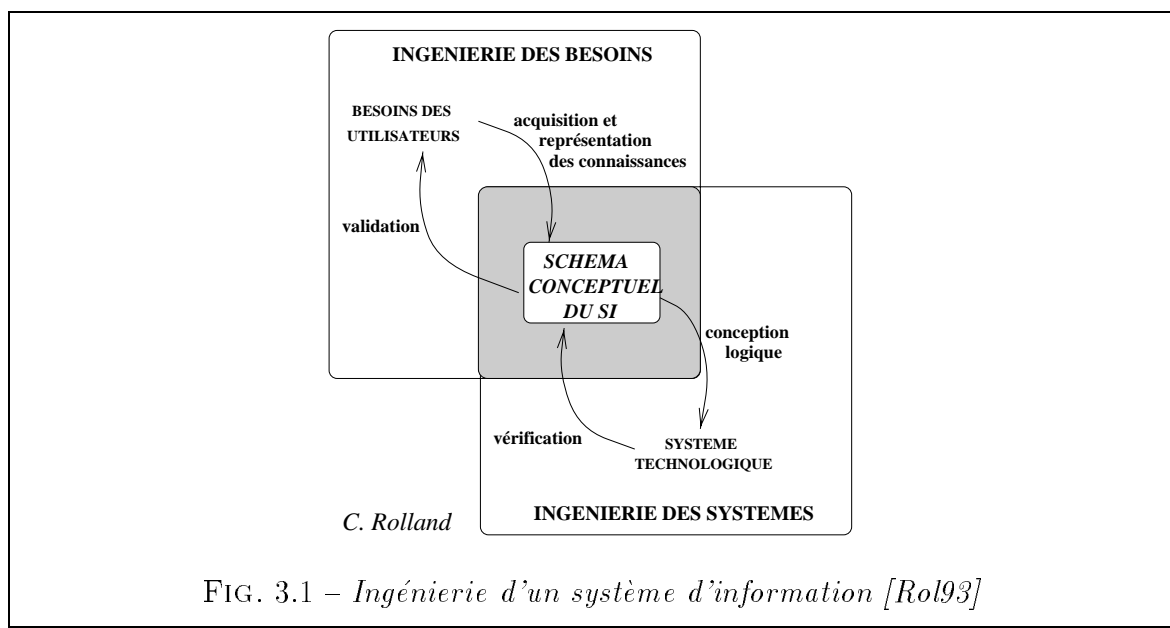 INGENIERIE DES BESOINS
BESOINS DES
UTILISATEURS
acquisition et
représentation
des connaissances
validation
SCHEMA
CONCEPTUEL
DU SI
conception
logique
vérification
SYSTEME
TECHNOLOGIQUE
C. Rolland
INGENIERIE DES SYSTEMES
FIG. 3.1 – Ingénierie d'un système d'information [Rol93]